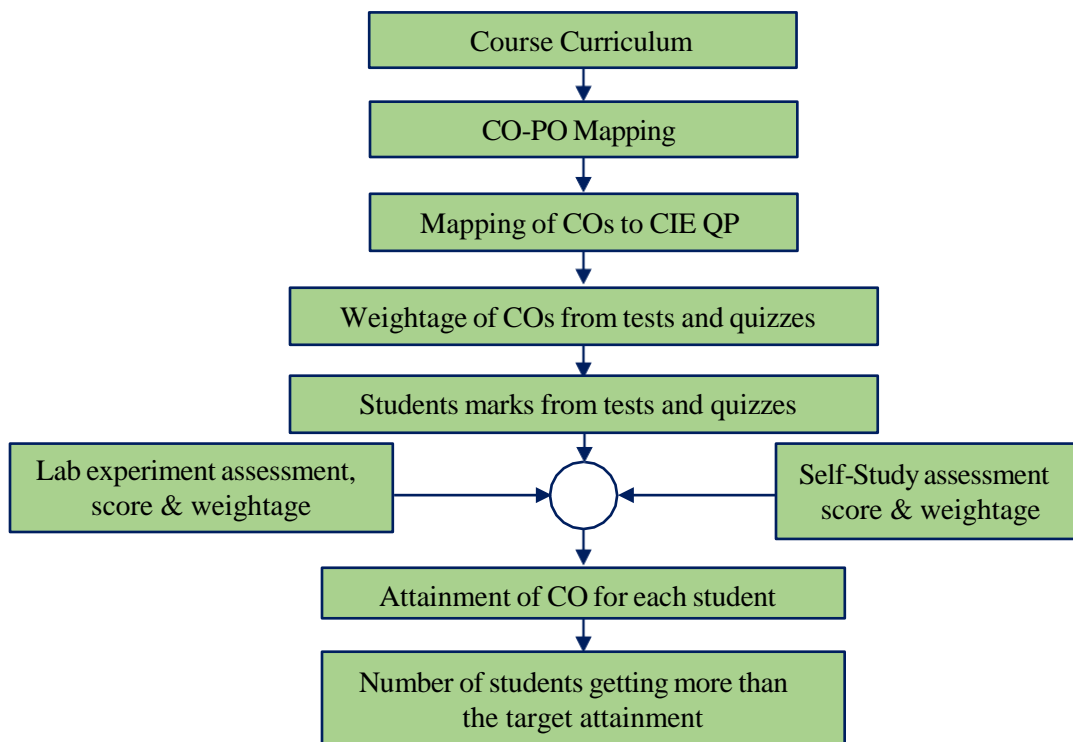 Course Curriculum
CO-PO Mapping
Mapping of COs to CIE QP
Weightage of COs from tests and quizzes
Students marks from tests and quizzes
Lab experiment assessment,
score & weightage
Self-Study assessment
score & weightage
Attainment of CO for each student
Number of students getting more than
the target attainment